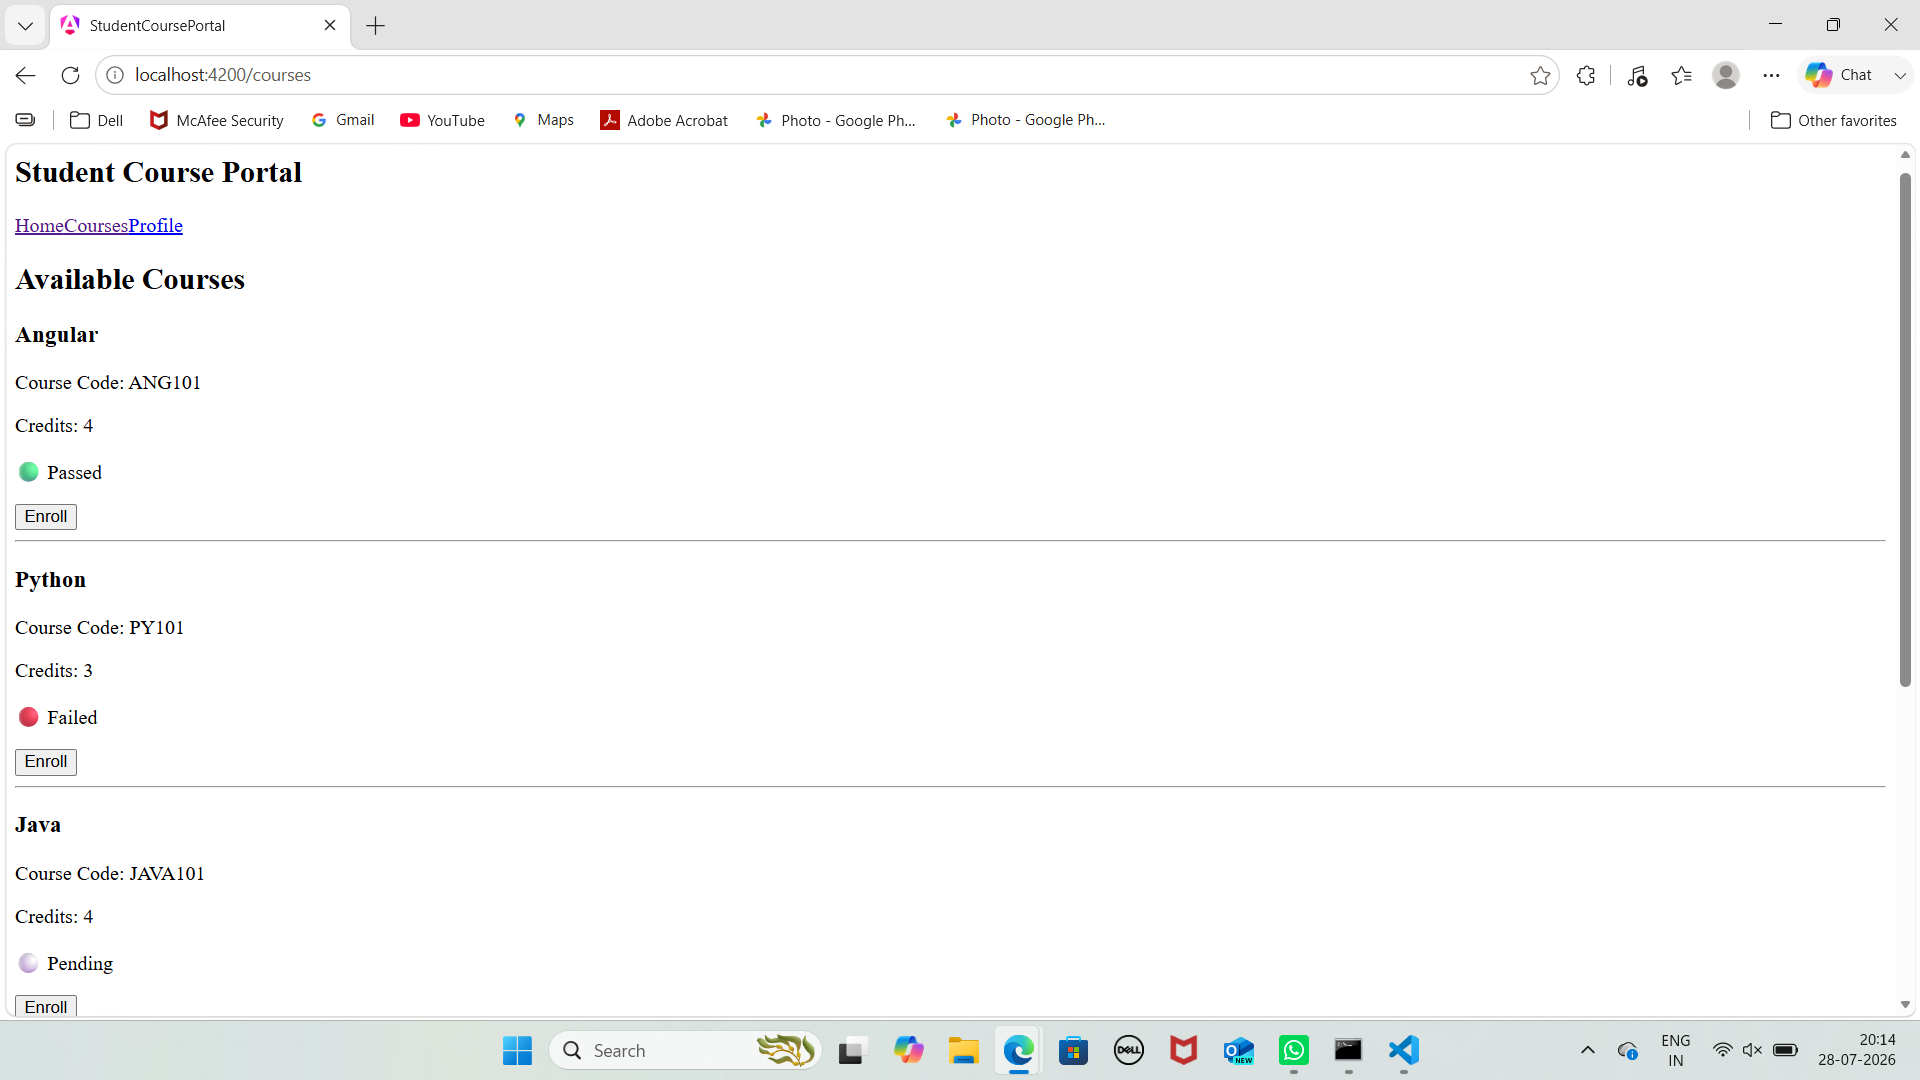 StudentCoursePortal
localhost:4200/courses
Chat
Dell
McAfee Security
Gmail
YouTube
Maps
Adobe Acrobat
Photo - Google Ph...
Photo - Google Ph...
Other favorites
Student Course Portal
HomeCoursesProfile
Available Courses
Angular
Course Code: ANG101
Credits: 4
Passed
Enroll
Python
Course Code: PY101
Credits: 3
Failed
Enroll
Java
Course Code: JAVA101
Credits: 4
Pending
Enroll
Search
DELL
NEW
ENG
IN
20:14
28-07-2026